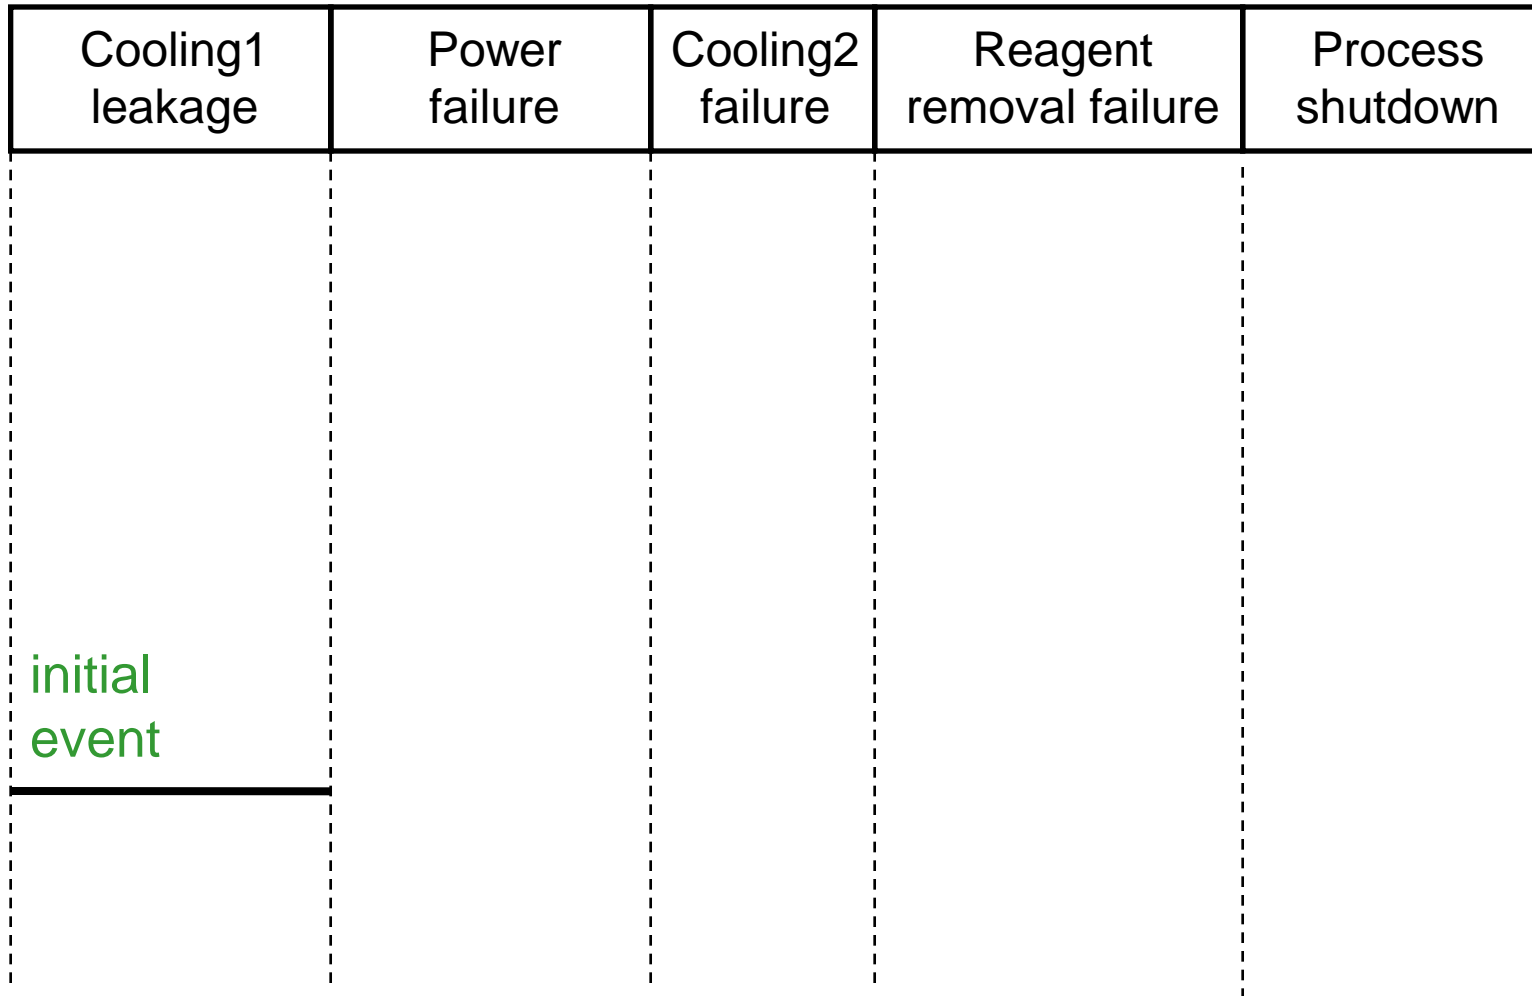 Cooling1
leakage
Power
failure
Cooling2
failure
Reagent
removal failure
Process
shutdown
initial
event